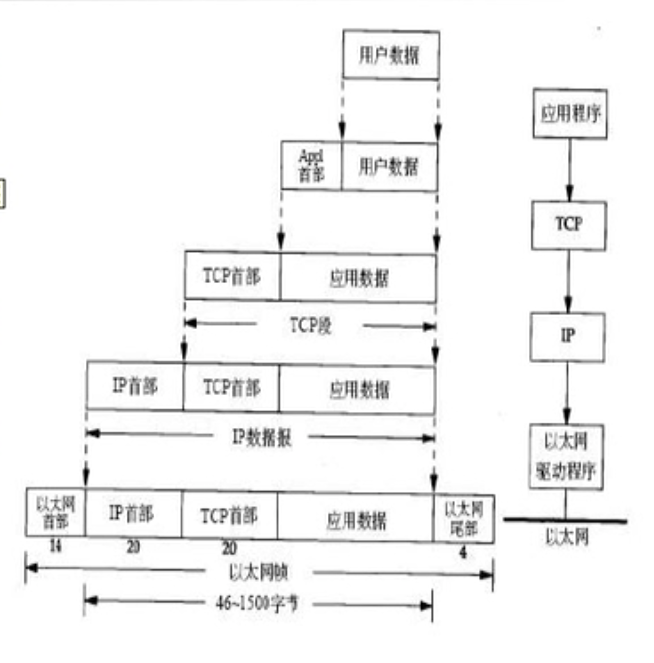 用户数据
应用程序
Appl
首部
用户数据
TCP
TCP首部
应用数据
TCP段
IP
IP首部
TCP首部
应用数据
IP数据报
以太网
驱动程序
以太网
首部
IP首部
TCP首部
应用数据
以太网
尾部
以太网
14
20
20
4
以太网帧
46~1500字节